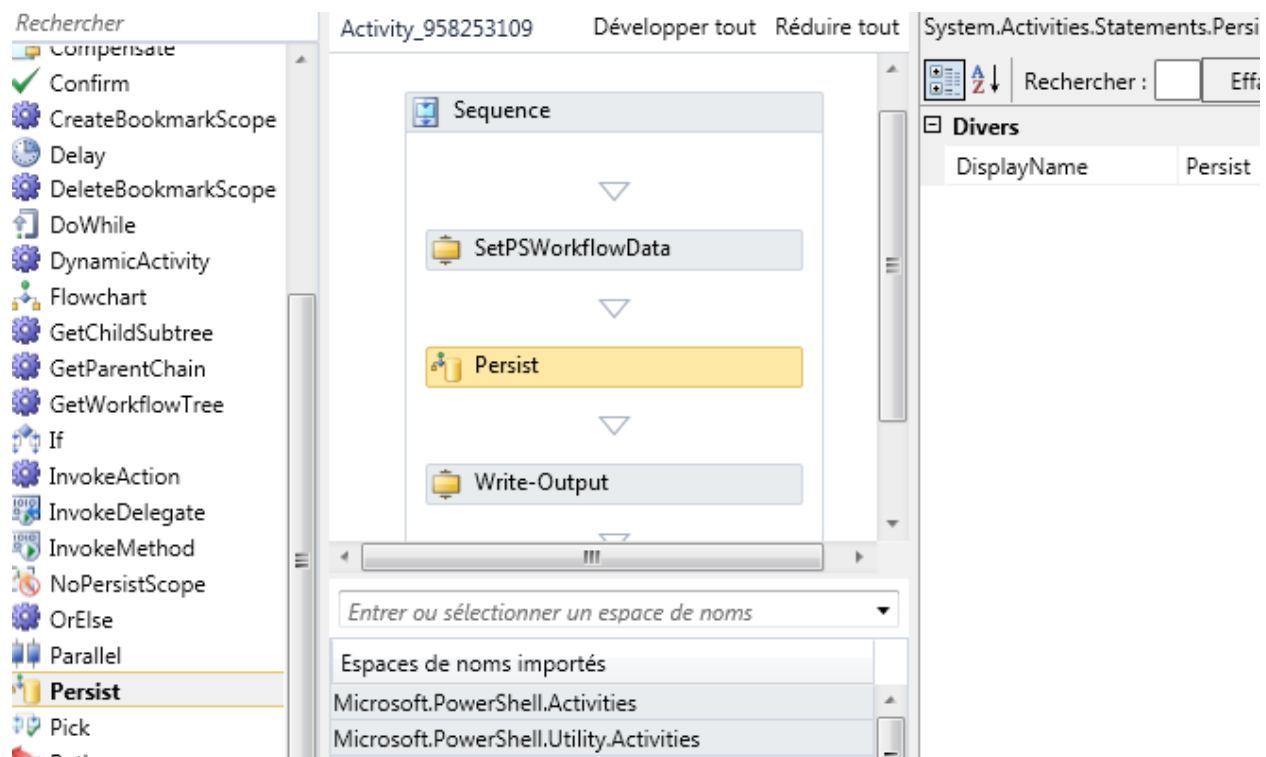 Rechercher
Compensate
Confirm
CreateBookmarkScope
Delay
DeleteBookmarkScope
DoWhile
DynamicActivity
Flowchart
GetChildSubtree
GetParentChain
GetWorkflowTree
If
InvokeAction
InvokeDelegate
InvokeMethod
NoPersistScope
OrElse
Parallel
Persist
Pick
Activity_958253109 Développer tout Réduire tout
Sequence
SetPSWorkflowData
Persist
Write-Output
Entrer ou sélectionner un espace de noms
Espaces de noms importés
Microsoft.PowerShell.Activities
Microsoft.PowerShell.Utility.Activities
System.Activities.Statements.Persi
Rechercher : Effa
Divers
DisplayName Persist